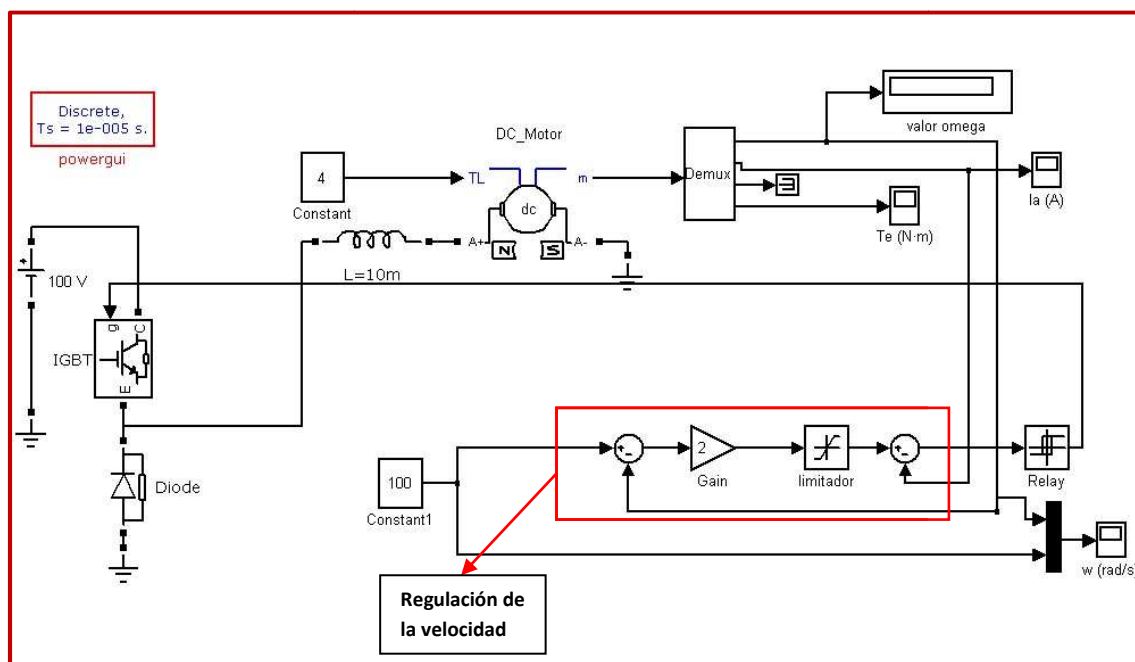 Discrete,
Ts = 1e-005 s.
powergui
DC_Motor
valor omega
4
Constant
TL
m
dc
A+
N
S
A-
Demux
Ia (A)
Te (N·m)
L=10m
+
100 V
g
C
IGBT
E
Diode
100
Constant1
+
-
2
Gain
limitador
+
-
Relay
w (rad/s)
Regulación de
la velocidad